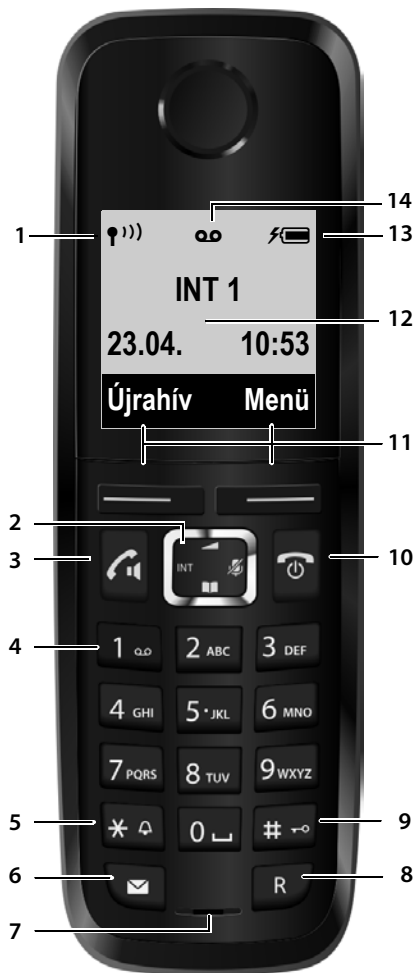 14
1
13
INT 1
12
23.04. 10:53
Újrahív Menü
11
2
3
INT
10
4
1 2 ABC 3 DEF
4 GHI 5 JKL 6 MNO
7 PQRS 8 TUV 9 WXYZ
5
* 0 #
9
6
R
8
7